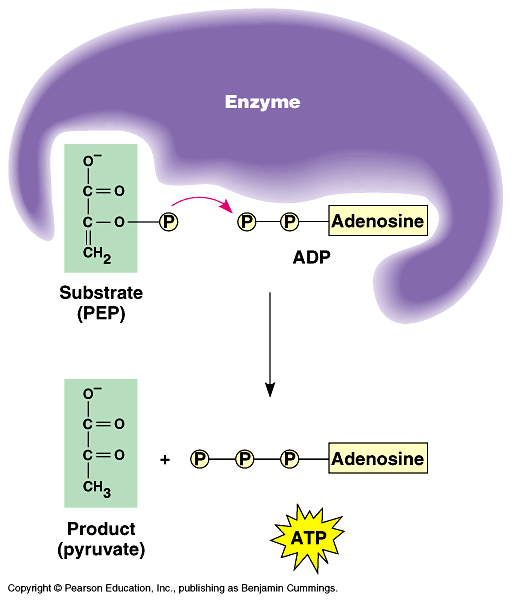 Enzyme
O−
C = O
C — O — P
CH2
P — P — Adenosine
ADP
Substrate
(PEP)
O−
C = O
C = O
CH3
+
P — P — P — Adenosine
Product
(pyruvate)
ATP
Copyright © Pearson Education, Inc., publishing as Benjamin Cummings.